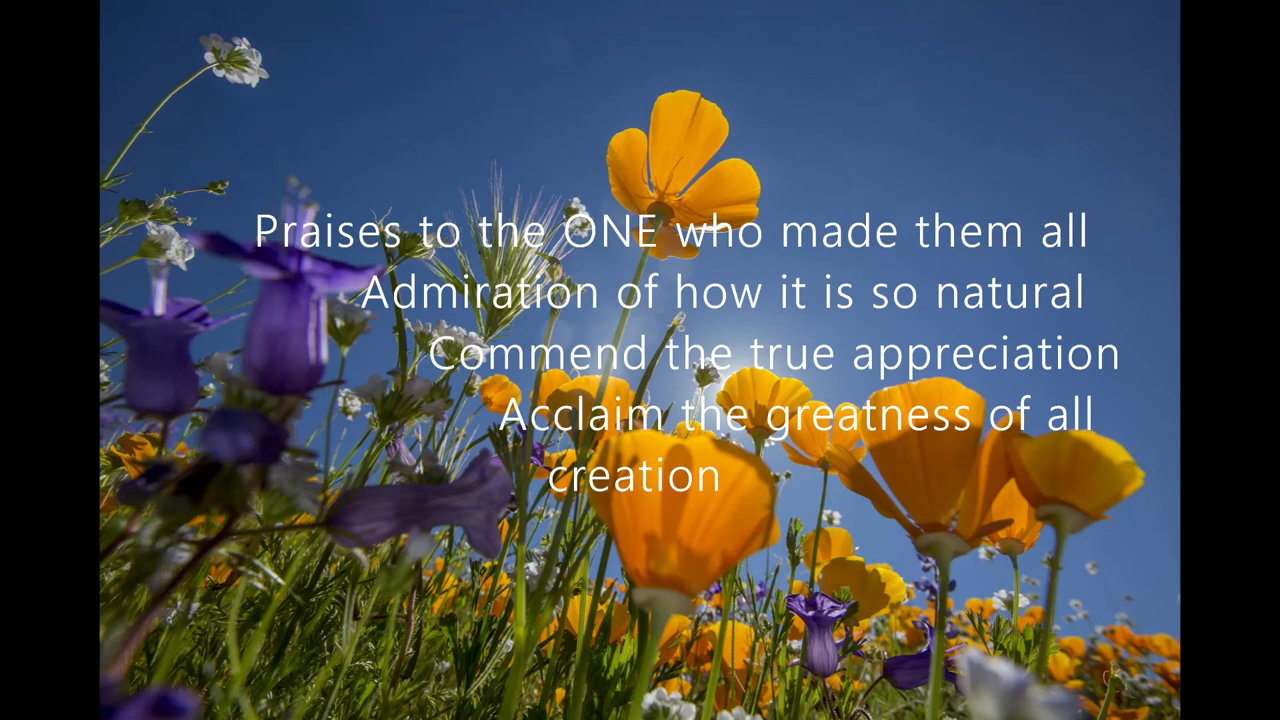 Praises to the ONE who made them all
Admiration of how it is so natural
Commend the true appreciation
Acclaim the greatness of all
creation